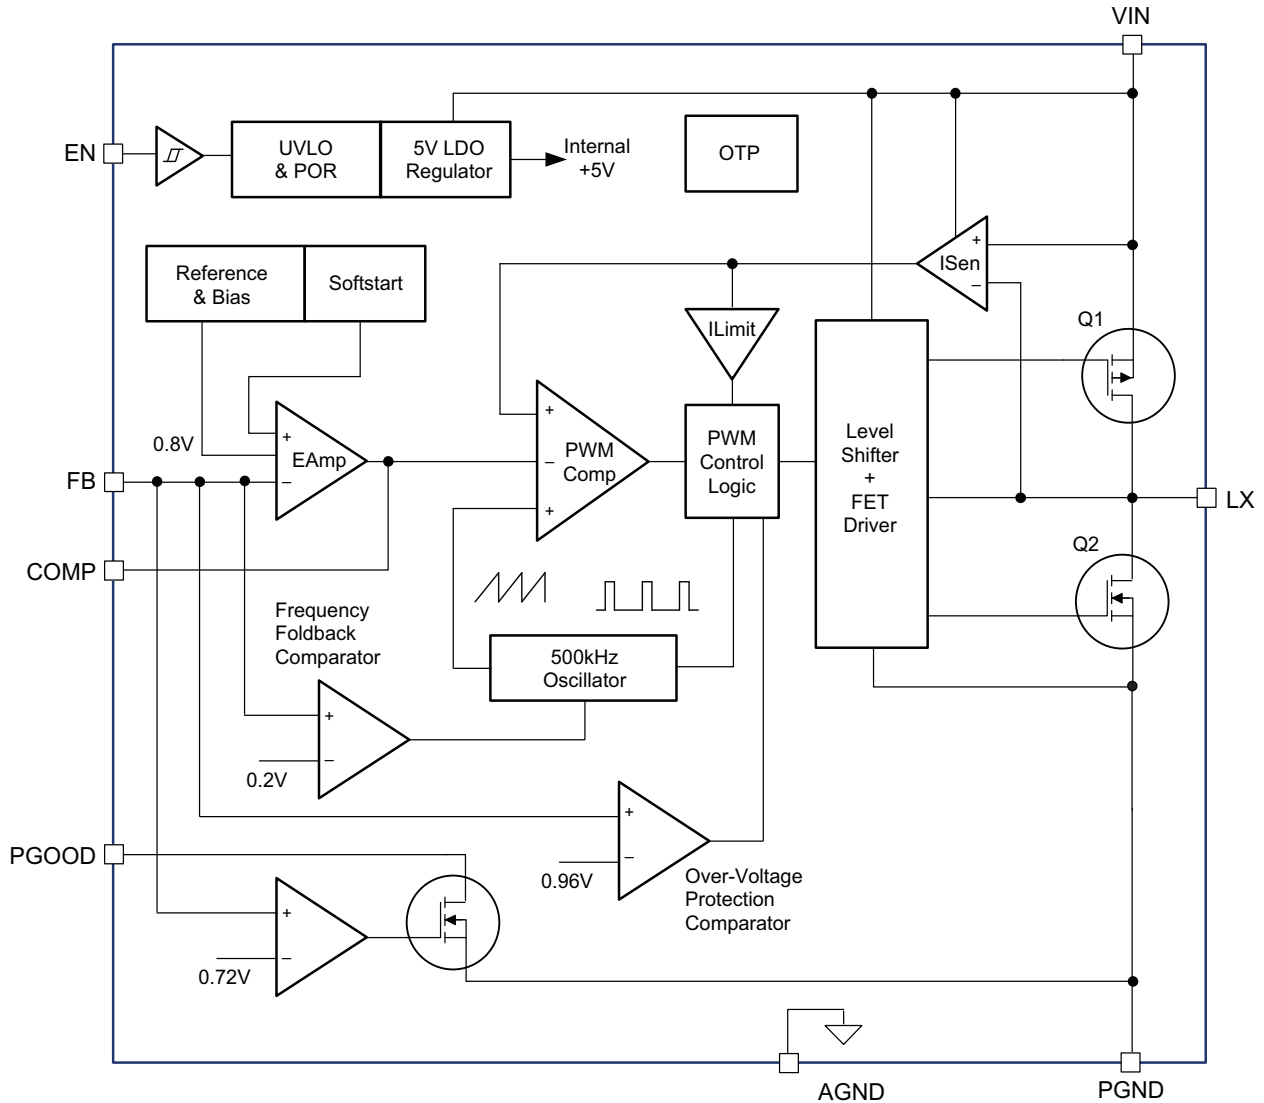 VIN
EN
UVLO
& POR
5V LDO
Regulator
Internal
+5V
OTP
Reference
& Bias
Softstart
+
ISen
−
ILimit
Q1
0.8V
+
EAmp
−
+
PWM
Comp
−
+
PWM
Control
Logic
Level
Shifter
+
FET
Driver
FB
LX
COMP
Q2
Frequency
Foldback
Comparator
500kHz
Oscillator
+
−
0.2V
+
−
0.96V
Over-Voltage
Protection
Comparator
PGOOD
+
−
0.72V
AGND
PGND